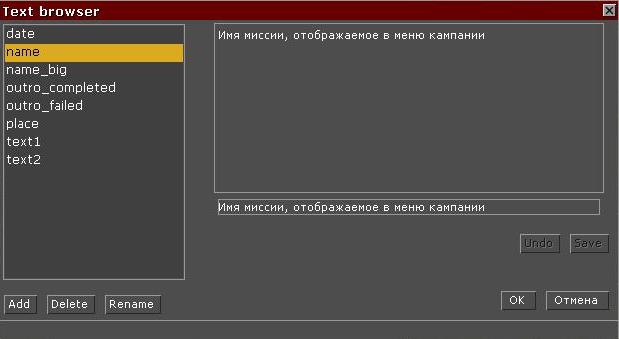 Text browser
date
name
name_big
outro_completed
outro_failed
place
text1
text2
Имя миссии, отображаемое в меню кампании
Имя миссии, отображаемое в меню кампании
Undo Save
Add Delete Rename
OK Отмена